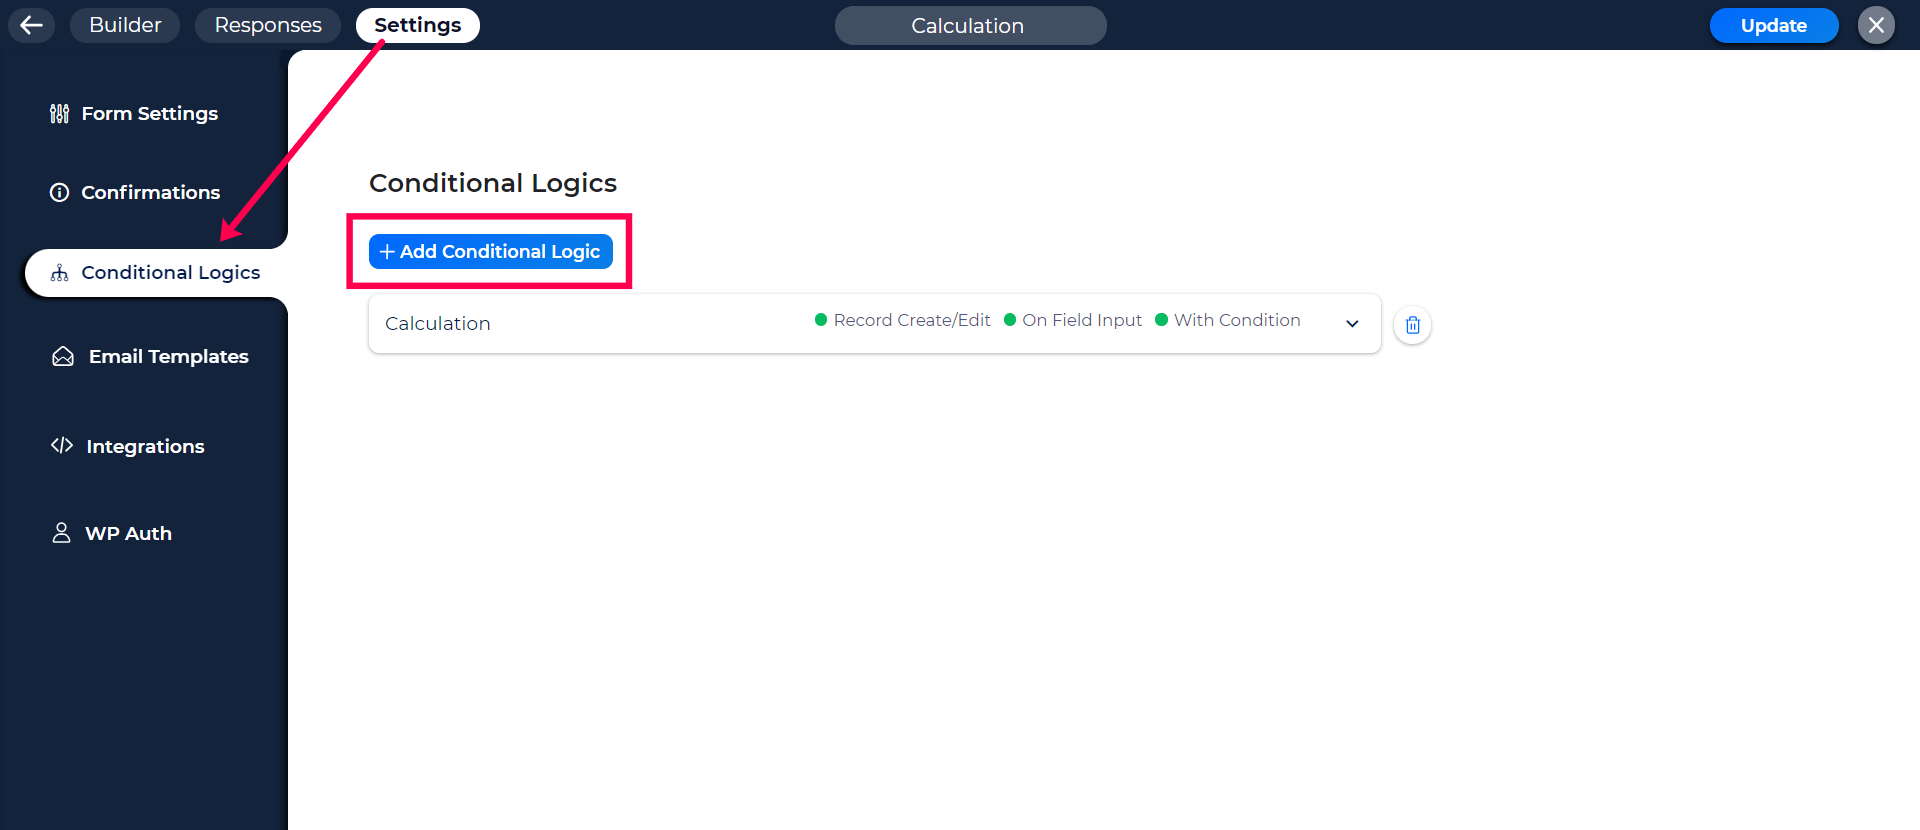 Builder Responses Settings Calculation Update
Form Settings
Confirmations
Conditional Logics
Email Templates
Integrations
WP Auth
Conditional Logics
+ Add Conditional Logic
Calculation Record Create/Edit On Field Input With Condition